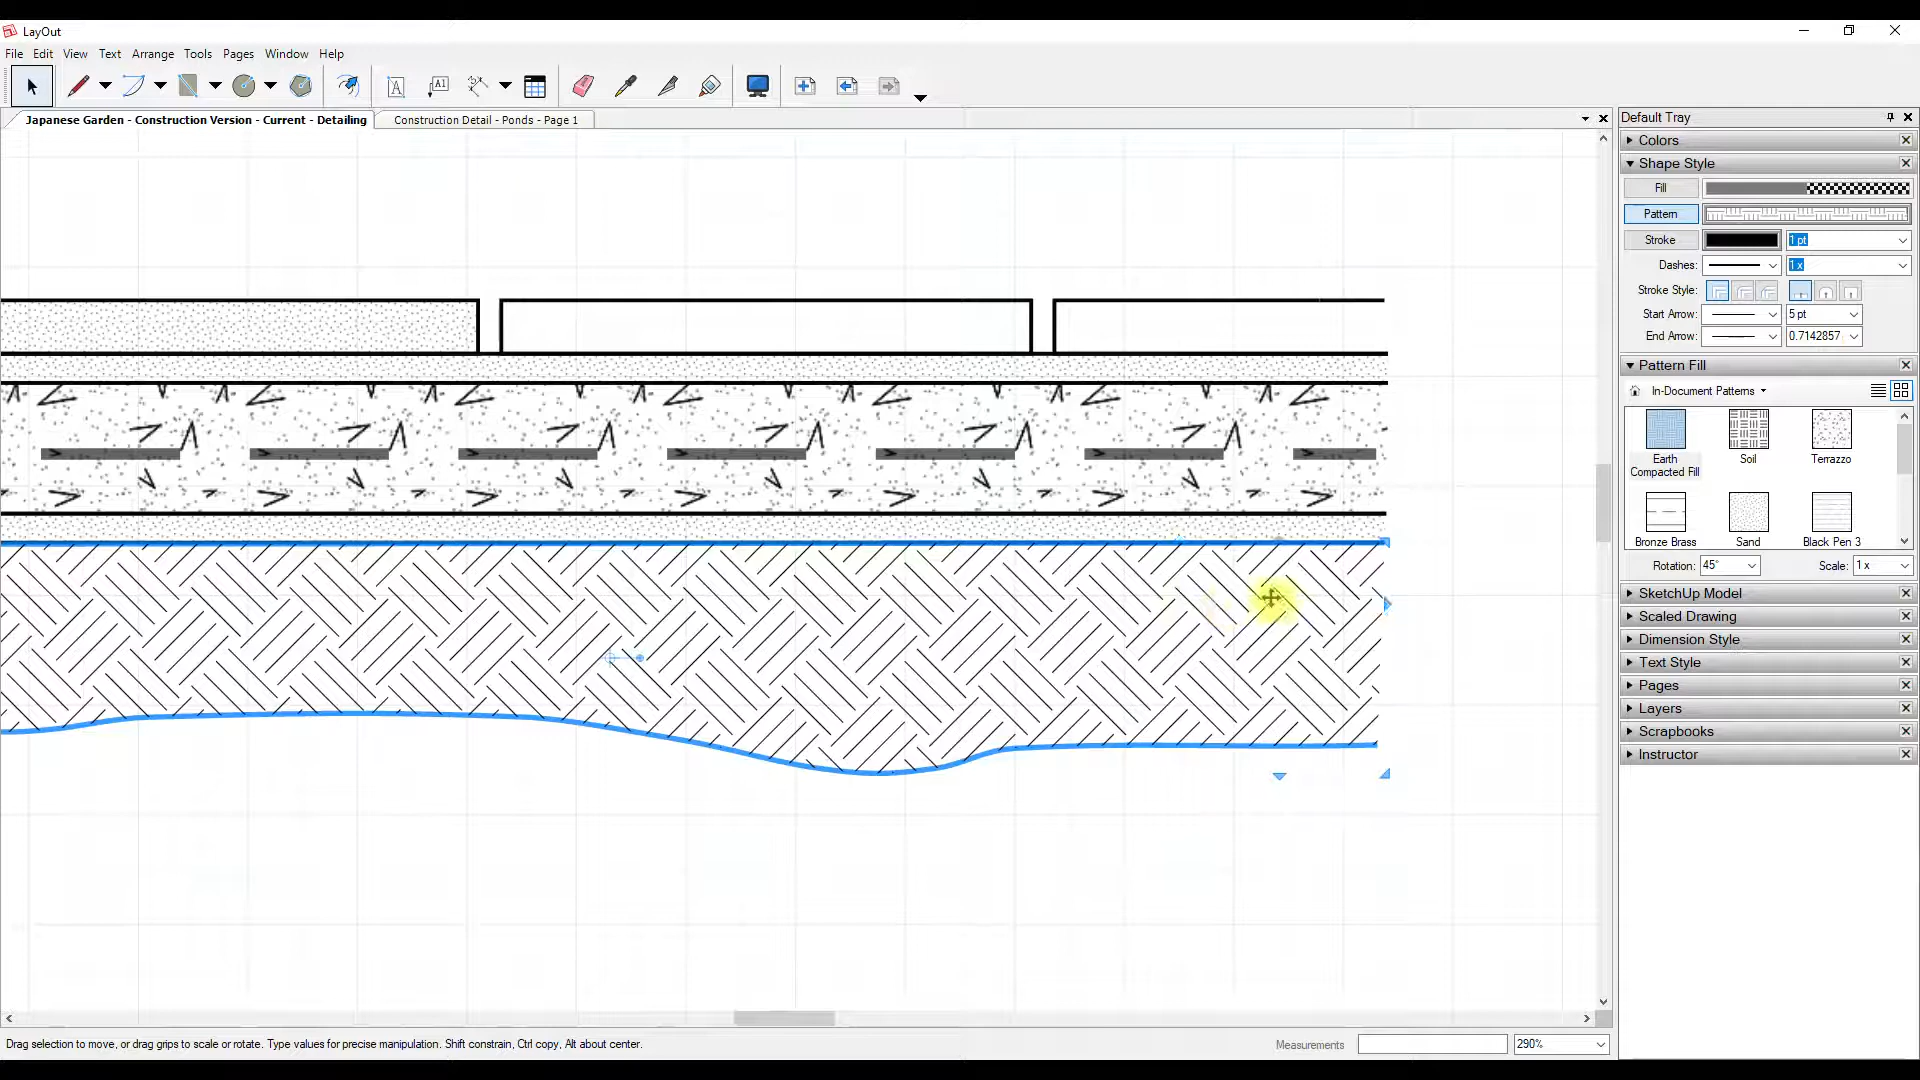 LayOut
File Edit View Text Arrange Tools Pages Window Help
A A1
Japanese Garden - Construction Version - Current - Detailing
Construction Detail - Ponds - Page 1
Default Tray
Colors
Shape Style
Fill
Pattern
Stroke 1 pt
Dashes: 1 x
Stroke Style:
Start Arrow: 5 pt
End Arrow: 0.7142857
Pattern Fill
In-Document Patterns
Earth Compacted Fill
Soil
Terrazzo
Bronze Brass
Sand
Black Pen 3
Rotation: 45° Scale: 1 x
SketchUp Model
Scaled Drawing
Dimension Style
Text Style
Pages
Layers
Scrapbooks
Instructor
Drag selection to move, or drag grips to scale or rotate. Type values for precise manipulation. Shift constrain, Ctrl copy, Alt about center.
Measurements
290%